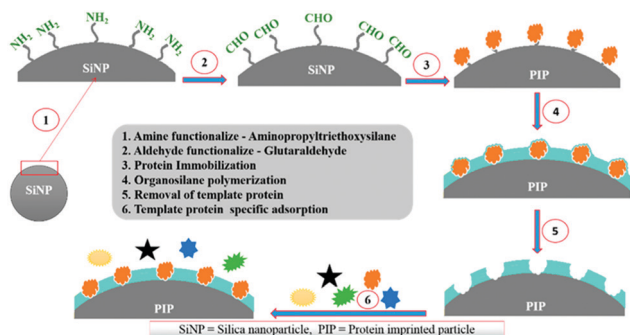 NH2 NH2 NH2 NH2 NH2
SiNP
2
CHO CHO CHO CHO CHO
SiNP
3
PIP
1
SiNP
1. Amine functionalize - Aminopropyltriethoxysilane
2. Aldehyde functionalize - Glutaraldehyde
3. Protein Immobilization
4. Organosilane polymerization
5. Removal of template protein
6. Template protein specific adsorption
4
PIP
5
PIP
6
PIP
SiNP = Silica nanoparticle, PIP = Protein imprinted particle